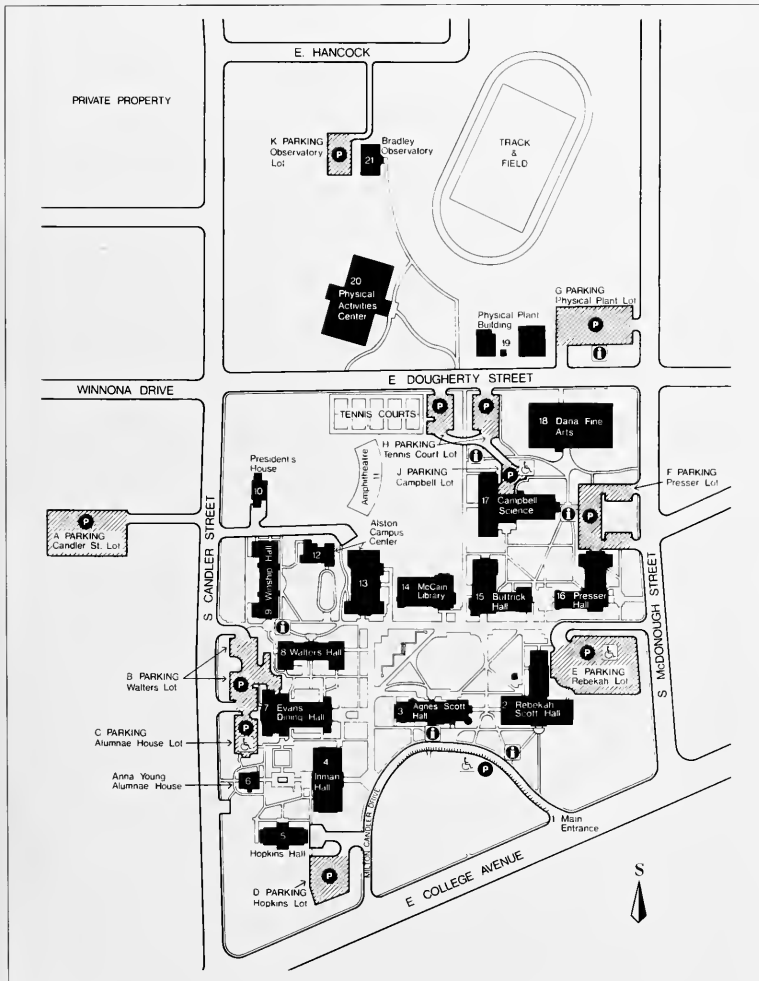 E. HANCOCK
PRIVATE PROPERTY
K PARKING
Observatory
Lot
P
21
Bradley
Observatory
TRACK
&
FIELD
20
Physical
Activities
Center
G PARKING
Physical Plant Lot
P
Physical Plant
Building
19
i
E DOUGHERTY STREET
WINNONA DRIVE
TENNIS COURTS
P
P
18 Dana Fine
Arts
H PARKING
Tennis Court Lot
i
J PARKING
Campbell Lot
P
Amphitheatre
President's
House
10
F PARKING
Presser Lot
17
Campbell
Science
i
P
A PARKING
Candler St. Lot
P
S CANDLER STREET
Alston
Campus
Center
9 Winship Hall
12
13
14 McCain
Library
15 Buttrick
Hall
16 Presser
Hall
S McDONOUGH STREET
i
8 Walters Hall
P
E PARKING
Rebekah Lot
B PARKING
Walters Lot
P
7 Evans
Dining Hall
3 Agnes Scott
Hall
2 Rebekah
Scott Hall
C PARKING
Alumnae House Lot
P
i
i
4
Inman
Hall
P
Anna Young
Alumnae House
6
MILTON CANDLER DRIVE
1 Main
Entrance
5
Hopkins Hall
D PARKING
Hopkins Lot
P
E COLLEGE AVENUE
S